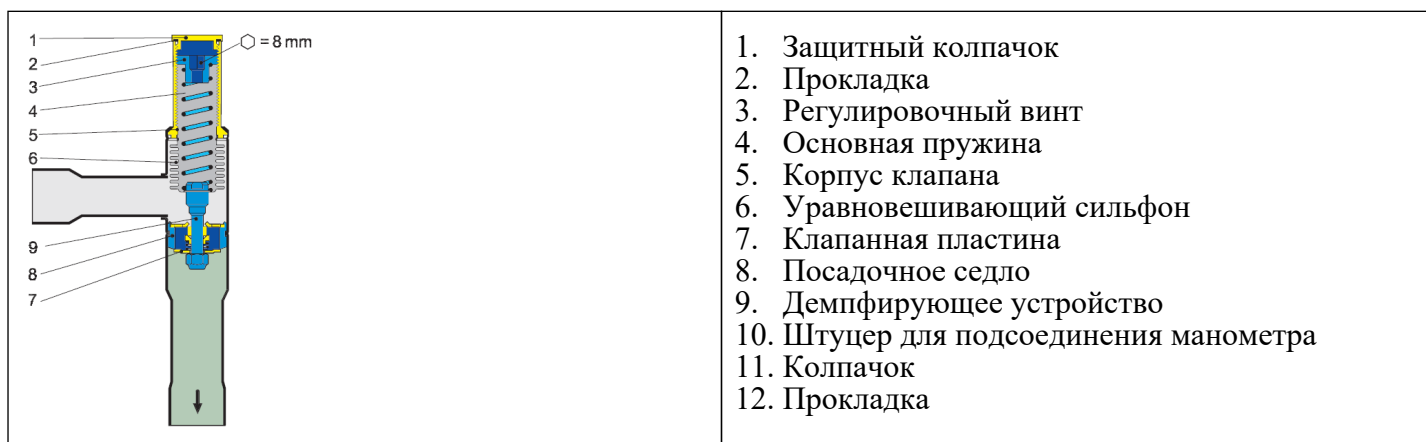 1
2
3
4
5
6
9
8
7
= 8 mm
1. Защитный колпачок
2. Прокладка
3. Регулировочный винт
4. Основная пружина
5. Корпус клапана
6. Уравновешивающий сильфон
7. Клапанная пластина
8. Посадочное седло
9. Демпфирующее устройство
10. Штуцер для подсоединения манометра
11. Колпачок
12. Прокладка